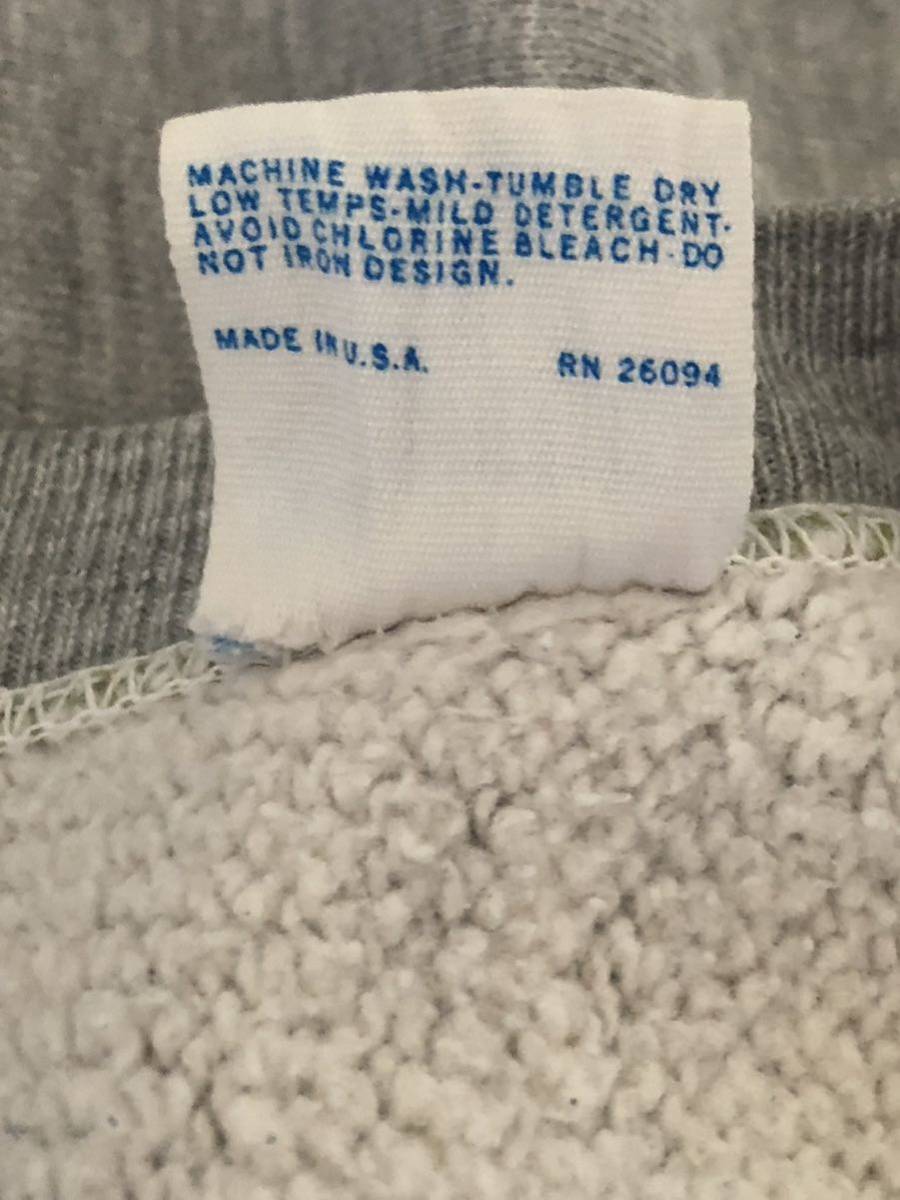 MACHINE WASH-TUMBLE DRY
LOW TEMPS-MILD DETERGENT-
AVOID CHLORINE BLEACH-DO
NOT IRON DESIGN.
MADE IN U.S.A. RN 26094